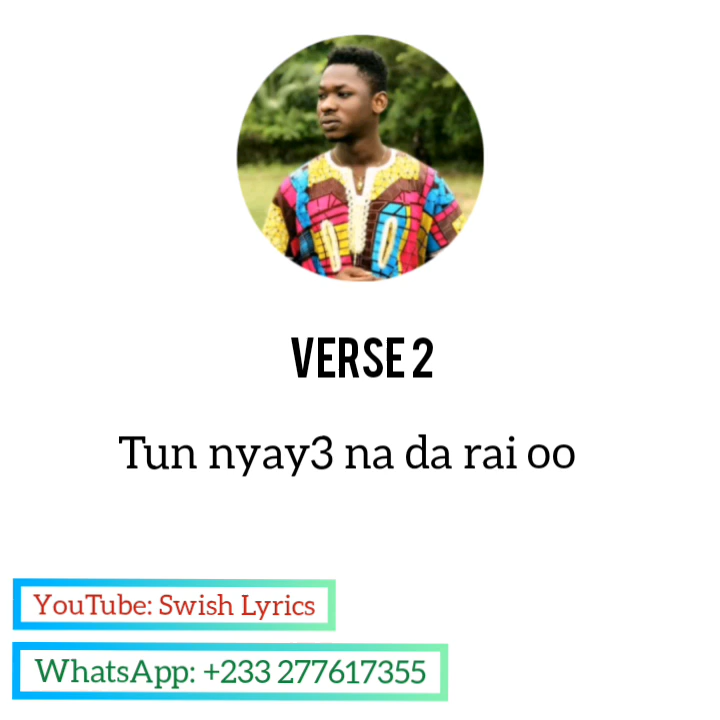 VERSE 2
Tun nyay3 na da rai oo
YouTube: Swish Lyrics
WhatsApp: +233 277617355